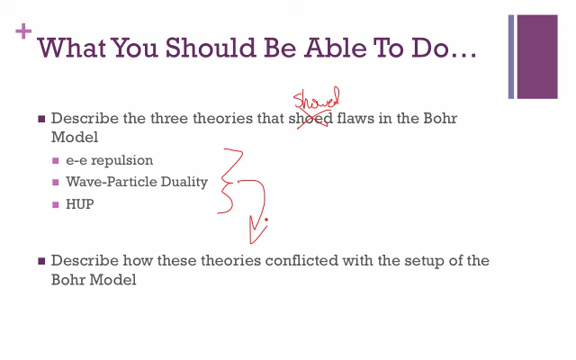 +
What You Should Be Able To Do…
showed
Describe the three theories that shoed flaws in the Bohr
Model
e-e repulsion
Wave-Particle Duality
HUP
Describe how these theories conflicted with the setup of the
Bohr Model